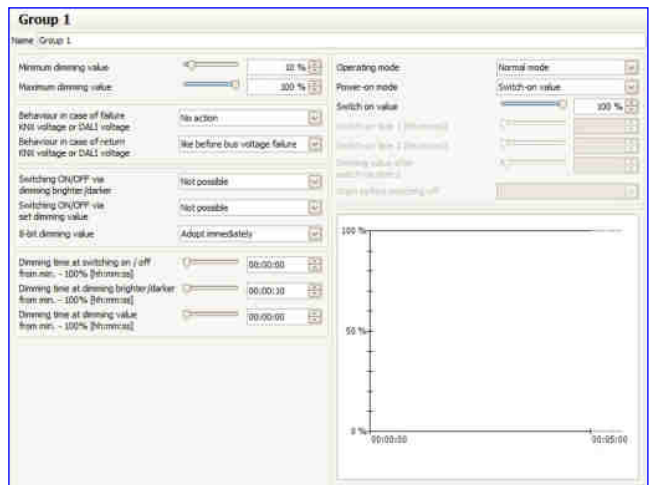 Group 1
Name Group 1
Minimum dimming value 10 %
Maximum dimming value 100 %
Behaviour in case of failure
KNX voltage or DALI voltage
No action
Behaviour in case of return
KNX voltage or DALI voltage
like before bus voltage failure
Switching ON/OFF via
dimming brighter/darker
Not possible
Switching ON/OFF via
set dimming value
Not possible
8-bit dimming value Adopt immediately
Dimming time at switching on / off
from min. - 100% [hh:mm:ss]
00:00:00
Dimming time at dimming brighter/darker
from min. - 100% [hh:mm:ss]
00:00:10
Dimming time at dimming value
from min. - 100% [hh:mm:ss]
00:00:00
Operating mode Normal mode
Power-on mode Switch-on value
Switch on value 100 %
Dimming value after
100 %
50 %
0 %
00:00:00 00:05:00